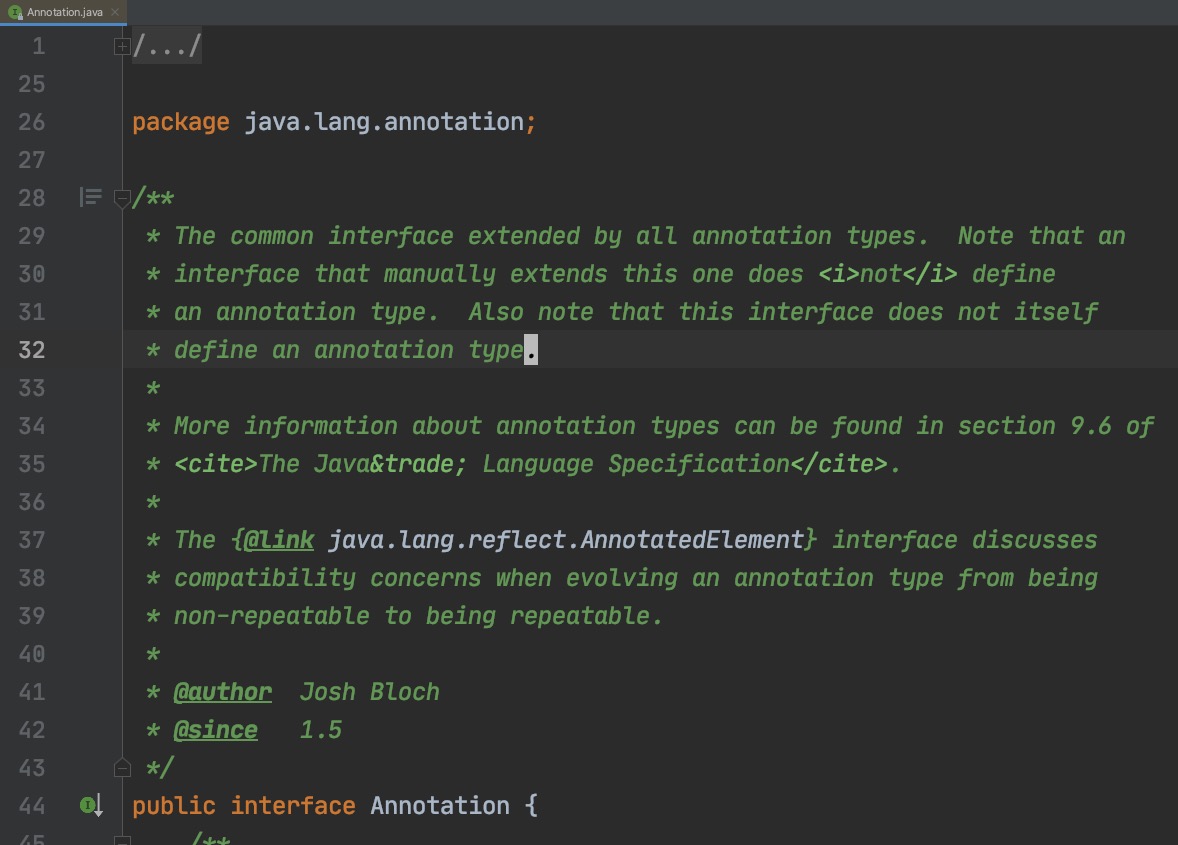 Annotation.java
1 /.../
25
26 package java.lang.annotation;
27
28 /**
29 * The common interface extended by all annotation types.  Note that an
30 * interface that manually extends this one does <i>not</i> define
31 * an annotation type.  Also note that this interface does not itself
32 * define an annotation type.
33 *
34 * More information about annotation types can be found in section 9.6 of
35 * <cite>The Java&trade; Language Specification</cite>.
36 *
37 * The {@link java.lang.reflect.AnnotatedElement} interface discusses
38 * compatibility concerns when evolving an annotation type from being
39 * non-repeatable to being repeatable.
40 *
41 * @author  Josh Bloch
42 * @since   1.5
43 */
44 public interface Annotation {
45 /**